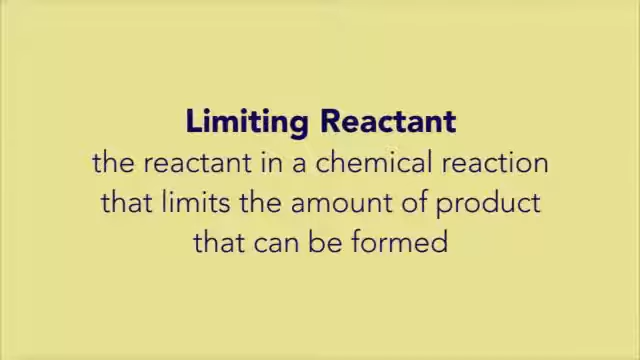 Limiting Reactant
the reactant in a chemical reaction
that limits the amount of product
that can be formed